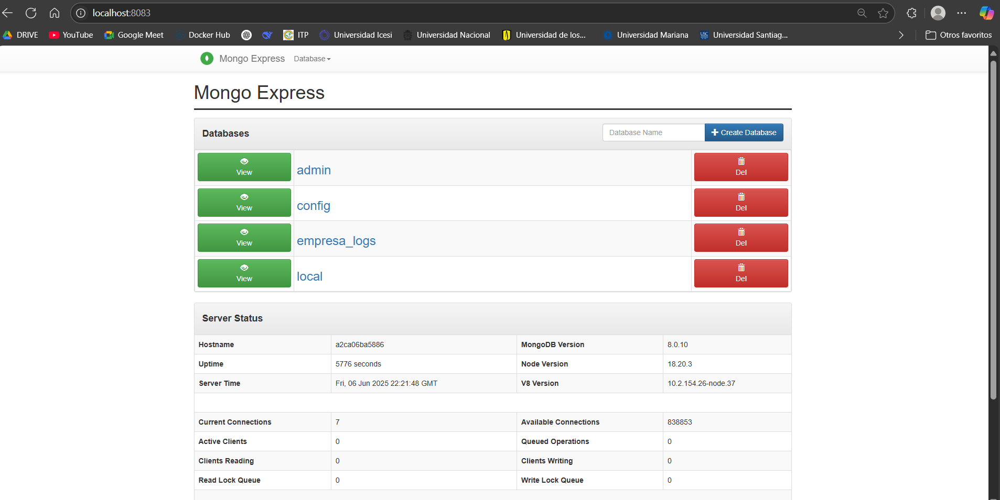 localhost:8083
DRIVE YouTube Google Meet Docker Hub ITP Universidad Icesi Universidad Nacional Universidad de los... Universidad Mariana Universidad Santiag... Otros favoritos
Mongo Express Database
Mongo Express
Databases Database Name Create Database
View admin Del
View config Del
View empresa_logs Del
View local Del
Server Status
Hostname a2ca06ba5886 MongoDB Version 8.0.10
Uptime 5776 seconds Node Version 18.20.3
Server Time Fri, 06 Jun 2025 22:21:48 GMT V8 Version 10.2.154.26-node.37
Current Connections 7 Available Connections 838853
Active Clients 0 Queued Operations 0
Clients Reading 0 Clients Writing 0
Read Lock Queue 0 Write Lock Queue 0